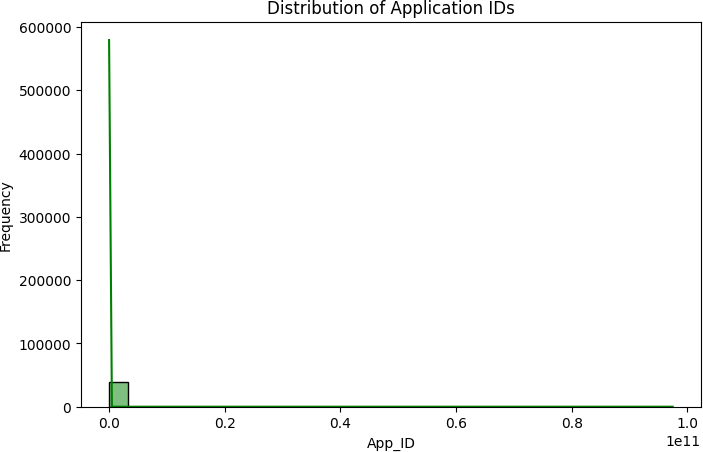 Distribution of Application IDs
600000
500000
400000
300000
200000
100000
0
Frequency
0.0 0.2 0.4 0.6 0.8 1.0
1e11
App_ID